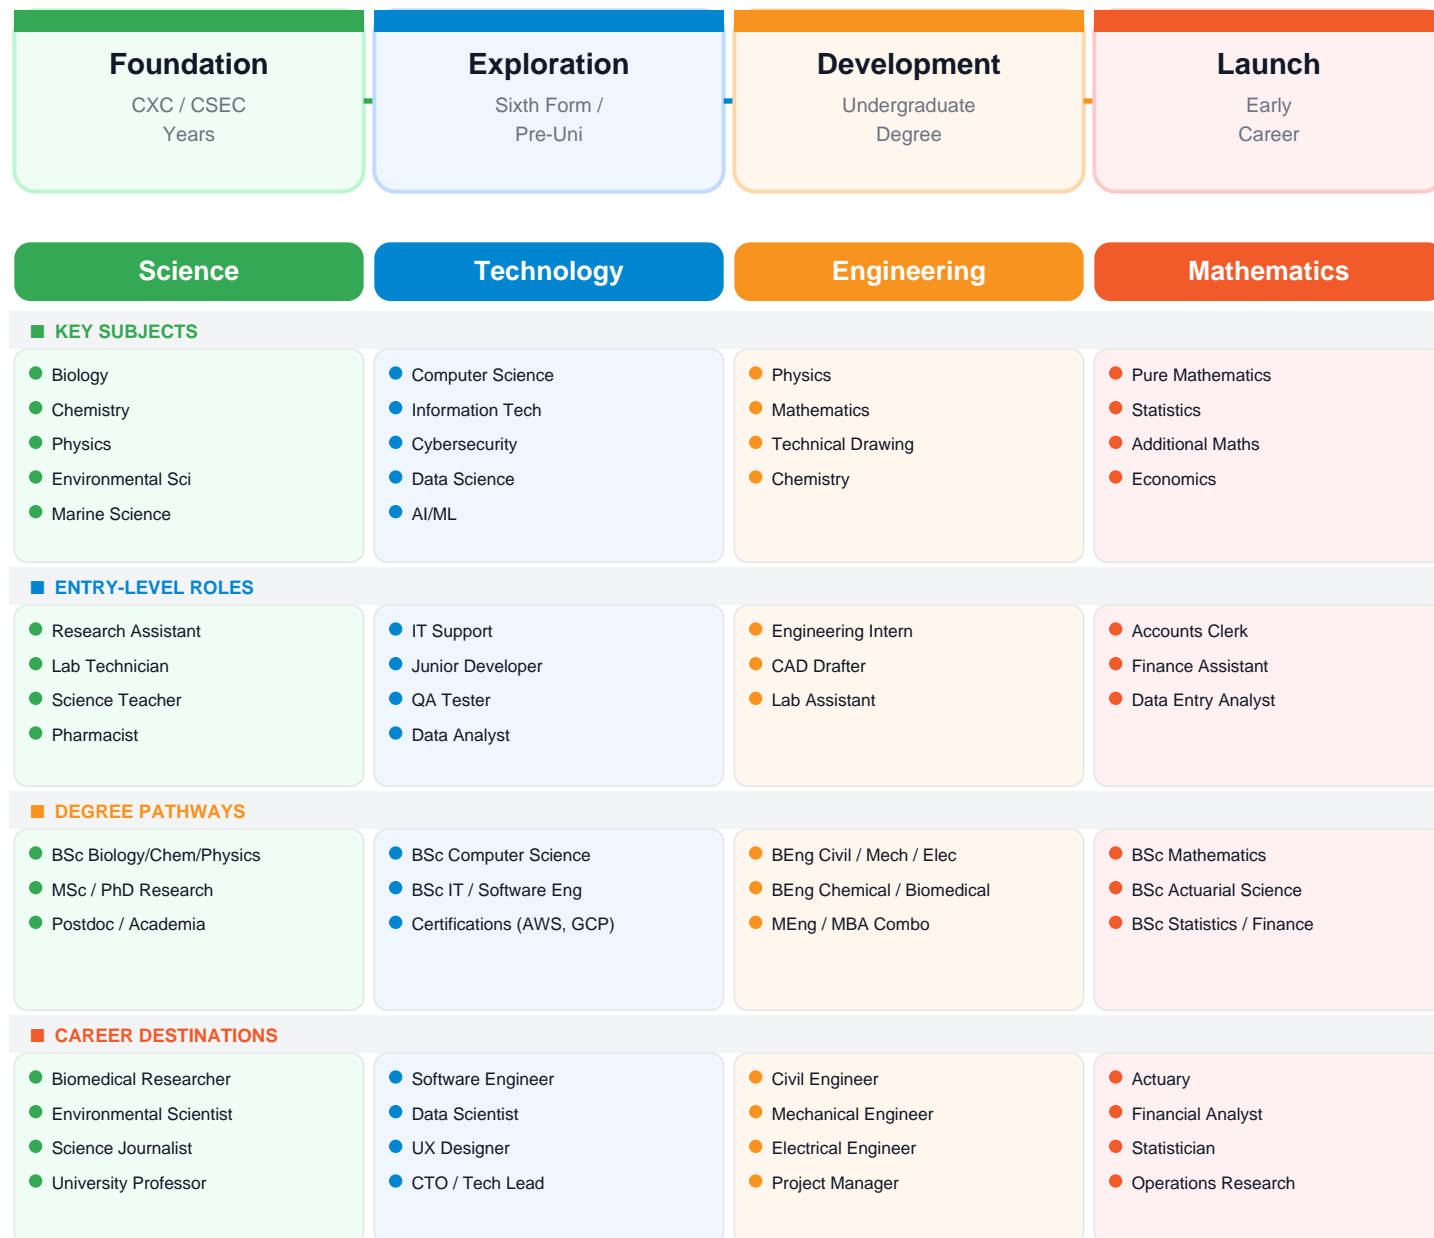 Foundation
CXC / CSEC
Years
Exploration
Sixth Form /
Pre-Uni
Development
Undergraduate
Degree
Launch
Early
Career
Science
Technology
Engineering
Mathematics
KEY SUBJECTS
Biology
Chemistry
Physics
Environmental Sci
Marine Science
Computer Science
Information Tech
Cybersecurity
Data Science
AI/ML
Physics
Mathematics
Technical Drawing
Chemistry
Pure Mathematics
Statistics
Additional Maths
Economics
ENTRY-LEVEL ROLES
Research Assistant
Lab Technician
Science Teacher
Pharmacist
IT Support
Junior Developer
QA Tester
Data Analyst
Engineering Intern
CAD Drafter
Lab Assistant
Accounts Clerk
Finance Assistant
Data Entry Analyst
DEGREE PATHWAYS
BSc Biology/Chem/Physics
MSc / PhD Research
Postdoc / Academia
BSc Computer Science
BSc IT / Software Eng
Certifications (AWS, GCP)
BEng Civil / Mech / Elec
BEng Chemical / Biomedical
MEng / MBA Combo
BSc Mathematics
BSc Actuarial Science
BSc Statistics / Finance
CAREER DESTINATIONS
Biomedical Researcher
Environmental Scientist
Science Journalist
University Professor
Software Engineer
Data Scientist
UX Designer
CTO / Tech Lead
Civil Engineer
Mechanical Engineer
Electrical Engineer
Project Manager
Actuary
Financial Analyst
Statistician
Operations Research